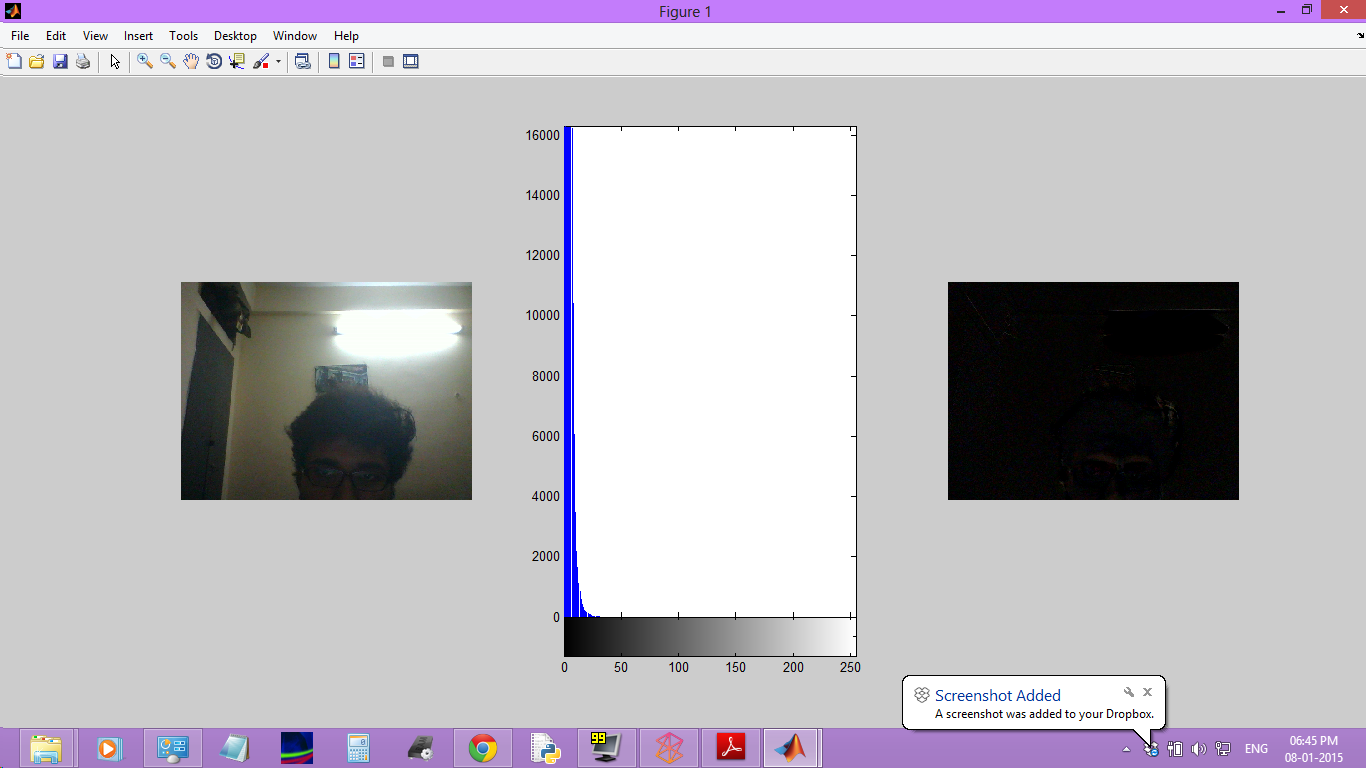 Figure 1
File Edit View Insert Tools Desktop Window Help
16000
14000
12000
10000
8000
6000
4000
2000
0
0 50 100 150 200 250
Screenshot Added
A screenshot was added to your Dropbox.
99
ENG
06:45 PM
08-01-2015